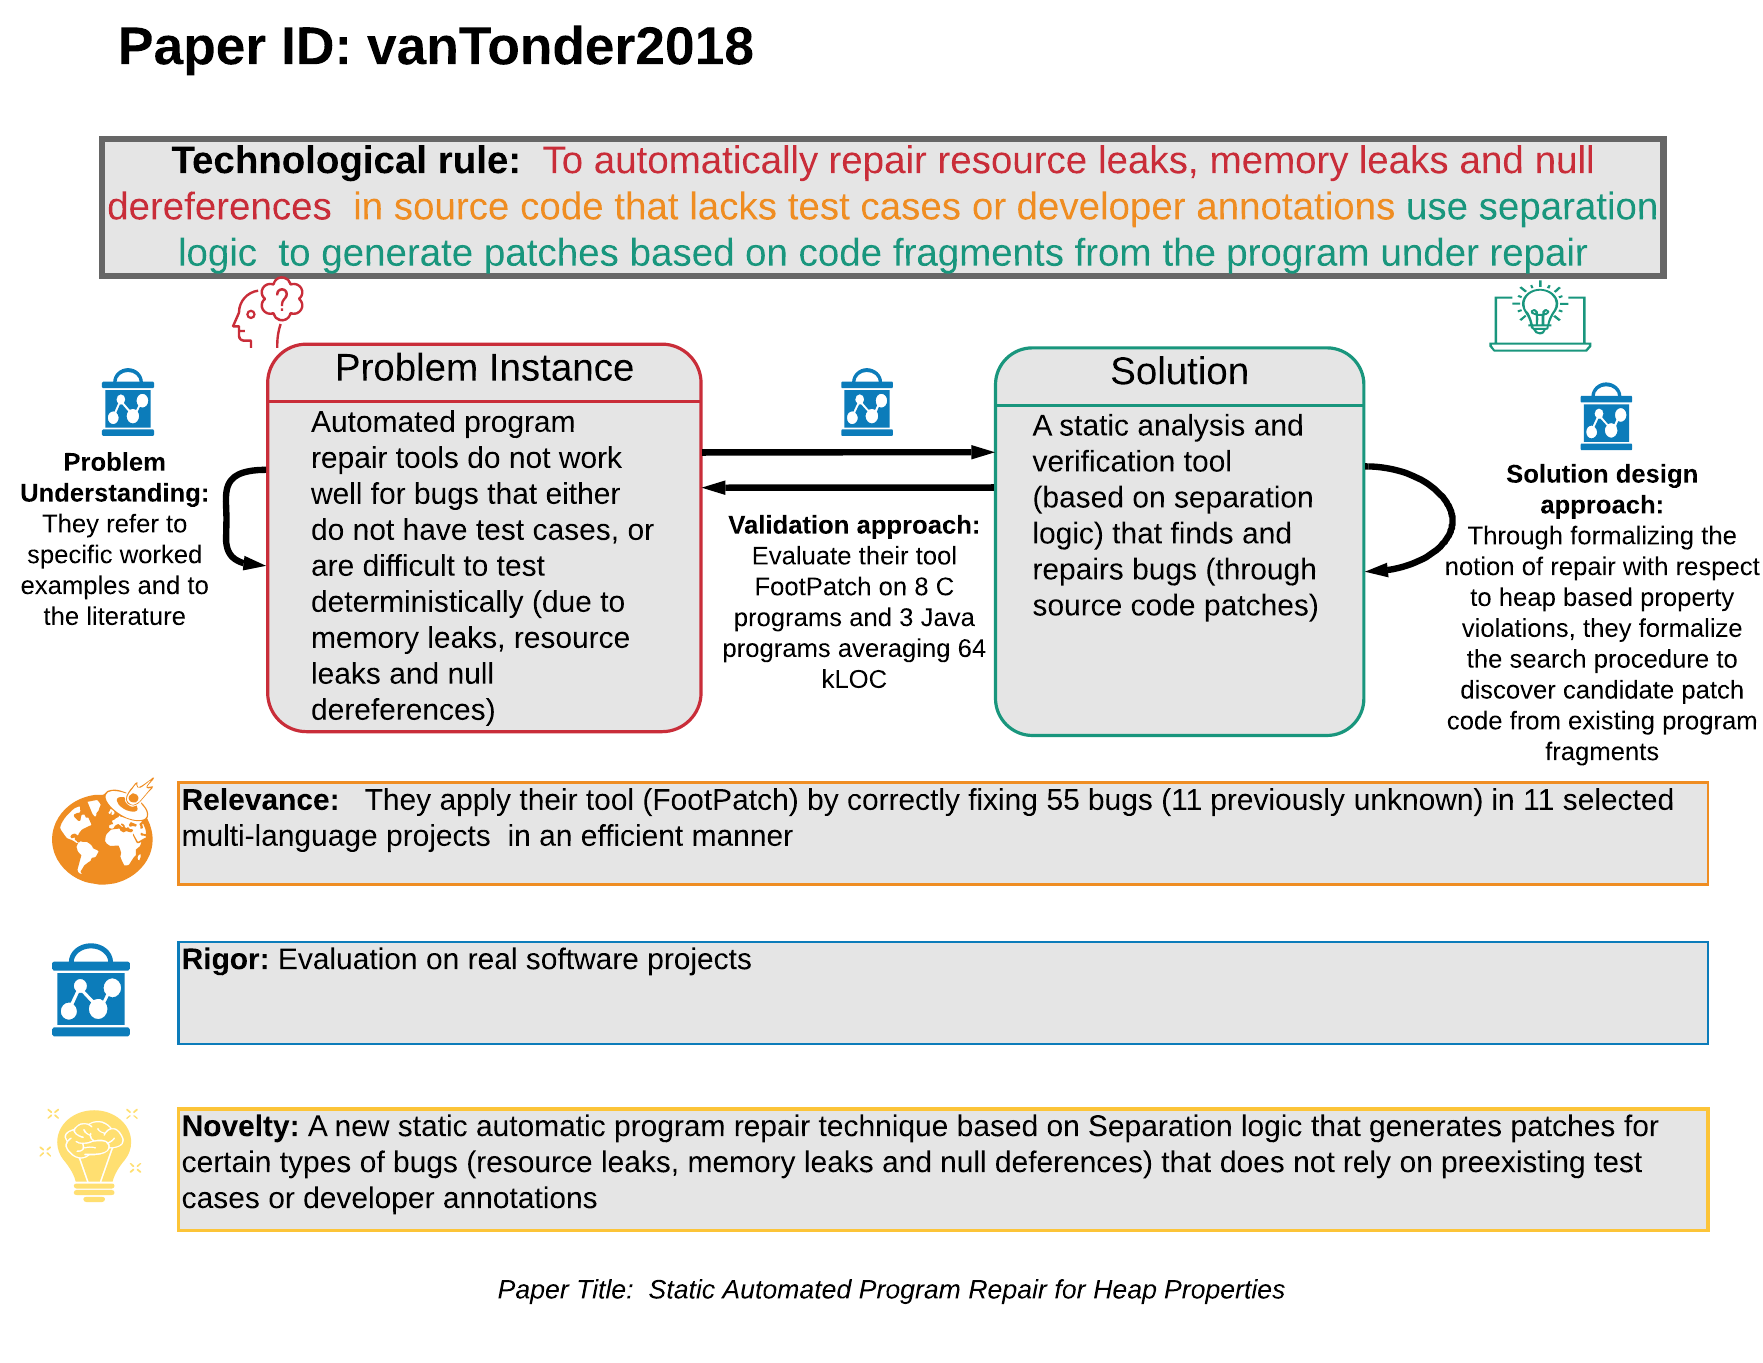 Paper ID: vanTonder2018
Technological rule: To automatically repair resource leaks, memory leaks and null
dereferences in source code that lacks test cases or developer annotations use separation
logic to generate patches based on code fragments from the program under repair
?
Problem
Understanding:
They refer to
specific worked
examples and to
the literature
Problem Instance
Automated program
repair tools do not work
well for bugs that either
do not have test cases, or
are difficult to test
deterministically (due to
memory leaks, resource
leaks and null
dereferences)
Validation approach:
Evaluate their tool
FootPatch on 8 C
programs and 3 Java
programs averaging 64
kLOC
Solution
A static analysis and
verification tool
(based on separation
logic) that finds and
repairs bugs (through
source code patches)
Solution design
approach:
Through formalizing the
notion of repair with respect
to heap based property
violations, they formalize
the search procedure to
discover candidate patch
code from existing program
fragments
Relevance: They apply their tool (FootPatch) by correctly fixing 55 bugs (11 previously unknown) in 11 selected
multi-language projects in an efficient manner
Rigor: Evaluation on real software projects
Novelty: A new static automatic program repair technique based on Separation logic that generates patches for
certain types of bugs (resource leaks, memory leaks and null deferences) that does not rely on preexisting test
cases or developer annotations
Paper Title: Static Automated Program Repair for Heap Properties